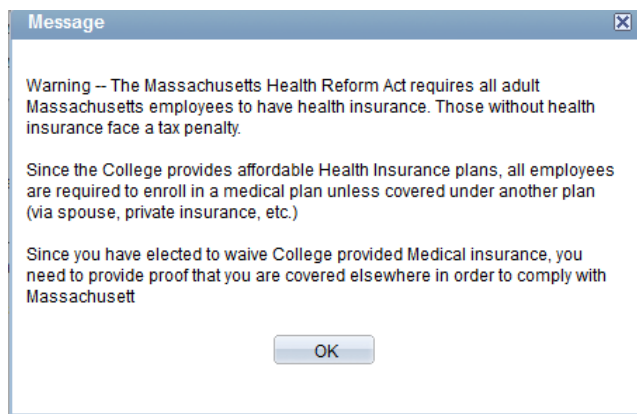 Message
Warning -- The Massachusetts Health Reform Act requires all adult
Massachusetts employees to have health insurance. Those without health
insurance face a tax penalty.
Since the College provides affordable Health Insurance plans, all employees
are required to enroll in a medical plan unless covered under another plan
(via spouse, private insurance, etc.)
Since you have elected to waive College provided Medical insurance, you
need to provide proof that you are covered elsewhere in order to comply with
Massachusett
OK